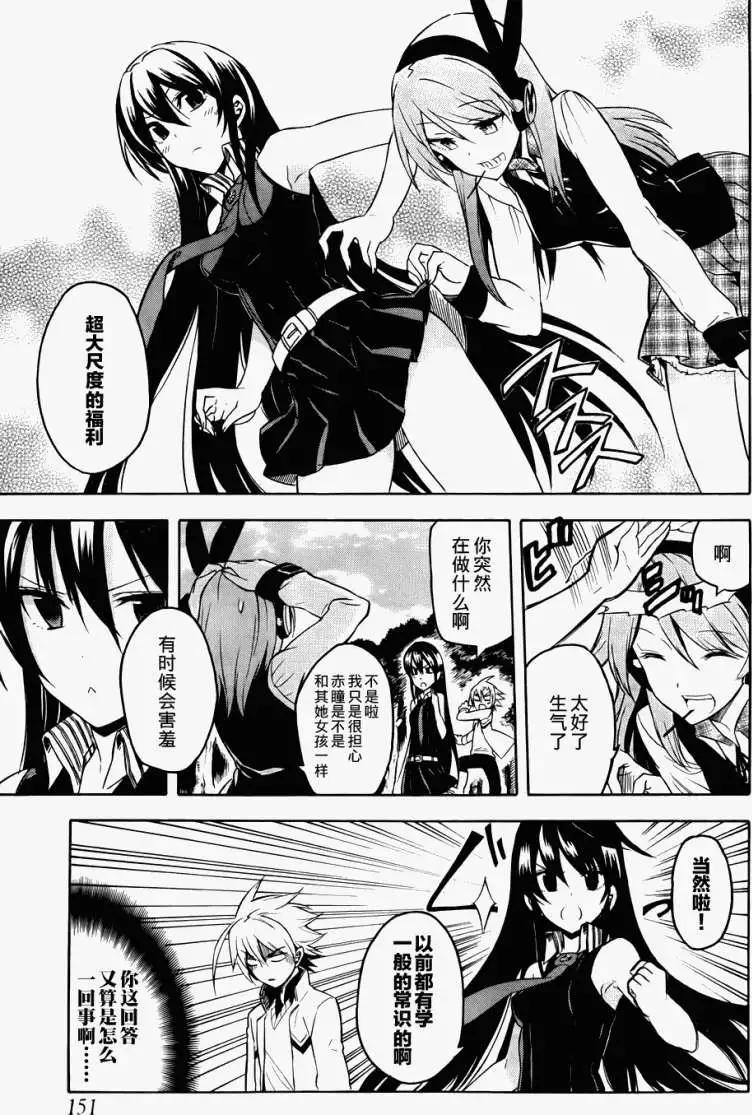 超大尺度的福利
啊
太好了
生气了
你突然
在做什么
啊
不是啦
我只是很担心
赤瞳是不是
和其她女孩一样
有时候会害羞
当然啦！
以前都有学
一般的常识的
啊
你这回答
又算是怎么
一回事啊……
151